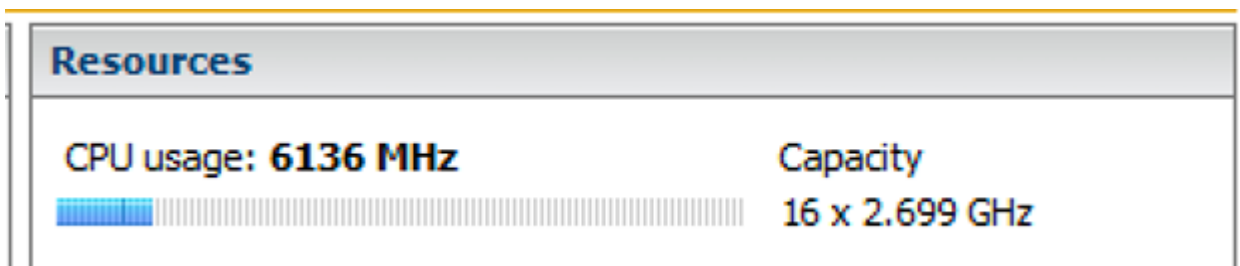 Resources
CPU usage: 6136 MHz
Capacity
16 x 2.699 GHz